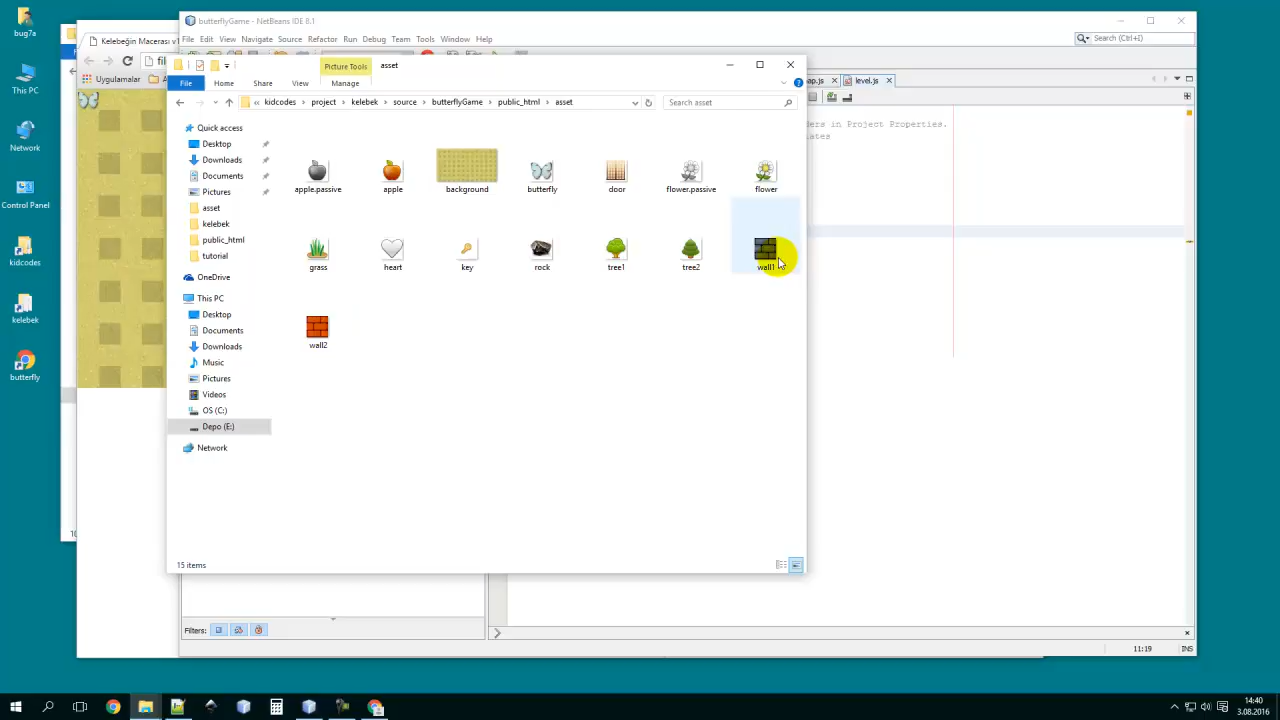 bug7a
This PC
Network
Control Panel
kidcodes
kelebek
butterfly
Kelebeğin Macerası v1
Uygulamalar
butterflyGame - NetBeans IDE 8.1
File Edit View Navigate Source Refactor Run Debug Team Tools Window Help
Search (Ctrl+I)
Picture Tools asset
File Home Share View Manage
« kidcodes › project › kelebek › source › butterflyGame › public_html › asset
Search asset
Quick access
Desktop
Downloads
Documents
Pictures
asset
kelebek
public_html
tutorial
OneDrive
This PC
Desktop
Documents
Downloads
Music
Pictures
Videos
OS (C:)
Depo (E:)
Network
apple.passive apple background butterfly door flower.passive flower
grass heart key rock tree1 tree2 wall1
wall2
15 items
level.js
ders in Project Properties.
Filters:
11:19 INS
14:40
3.08.2016